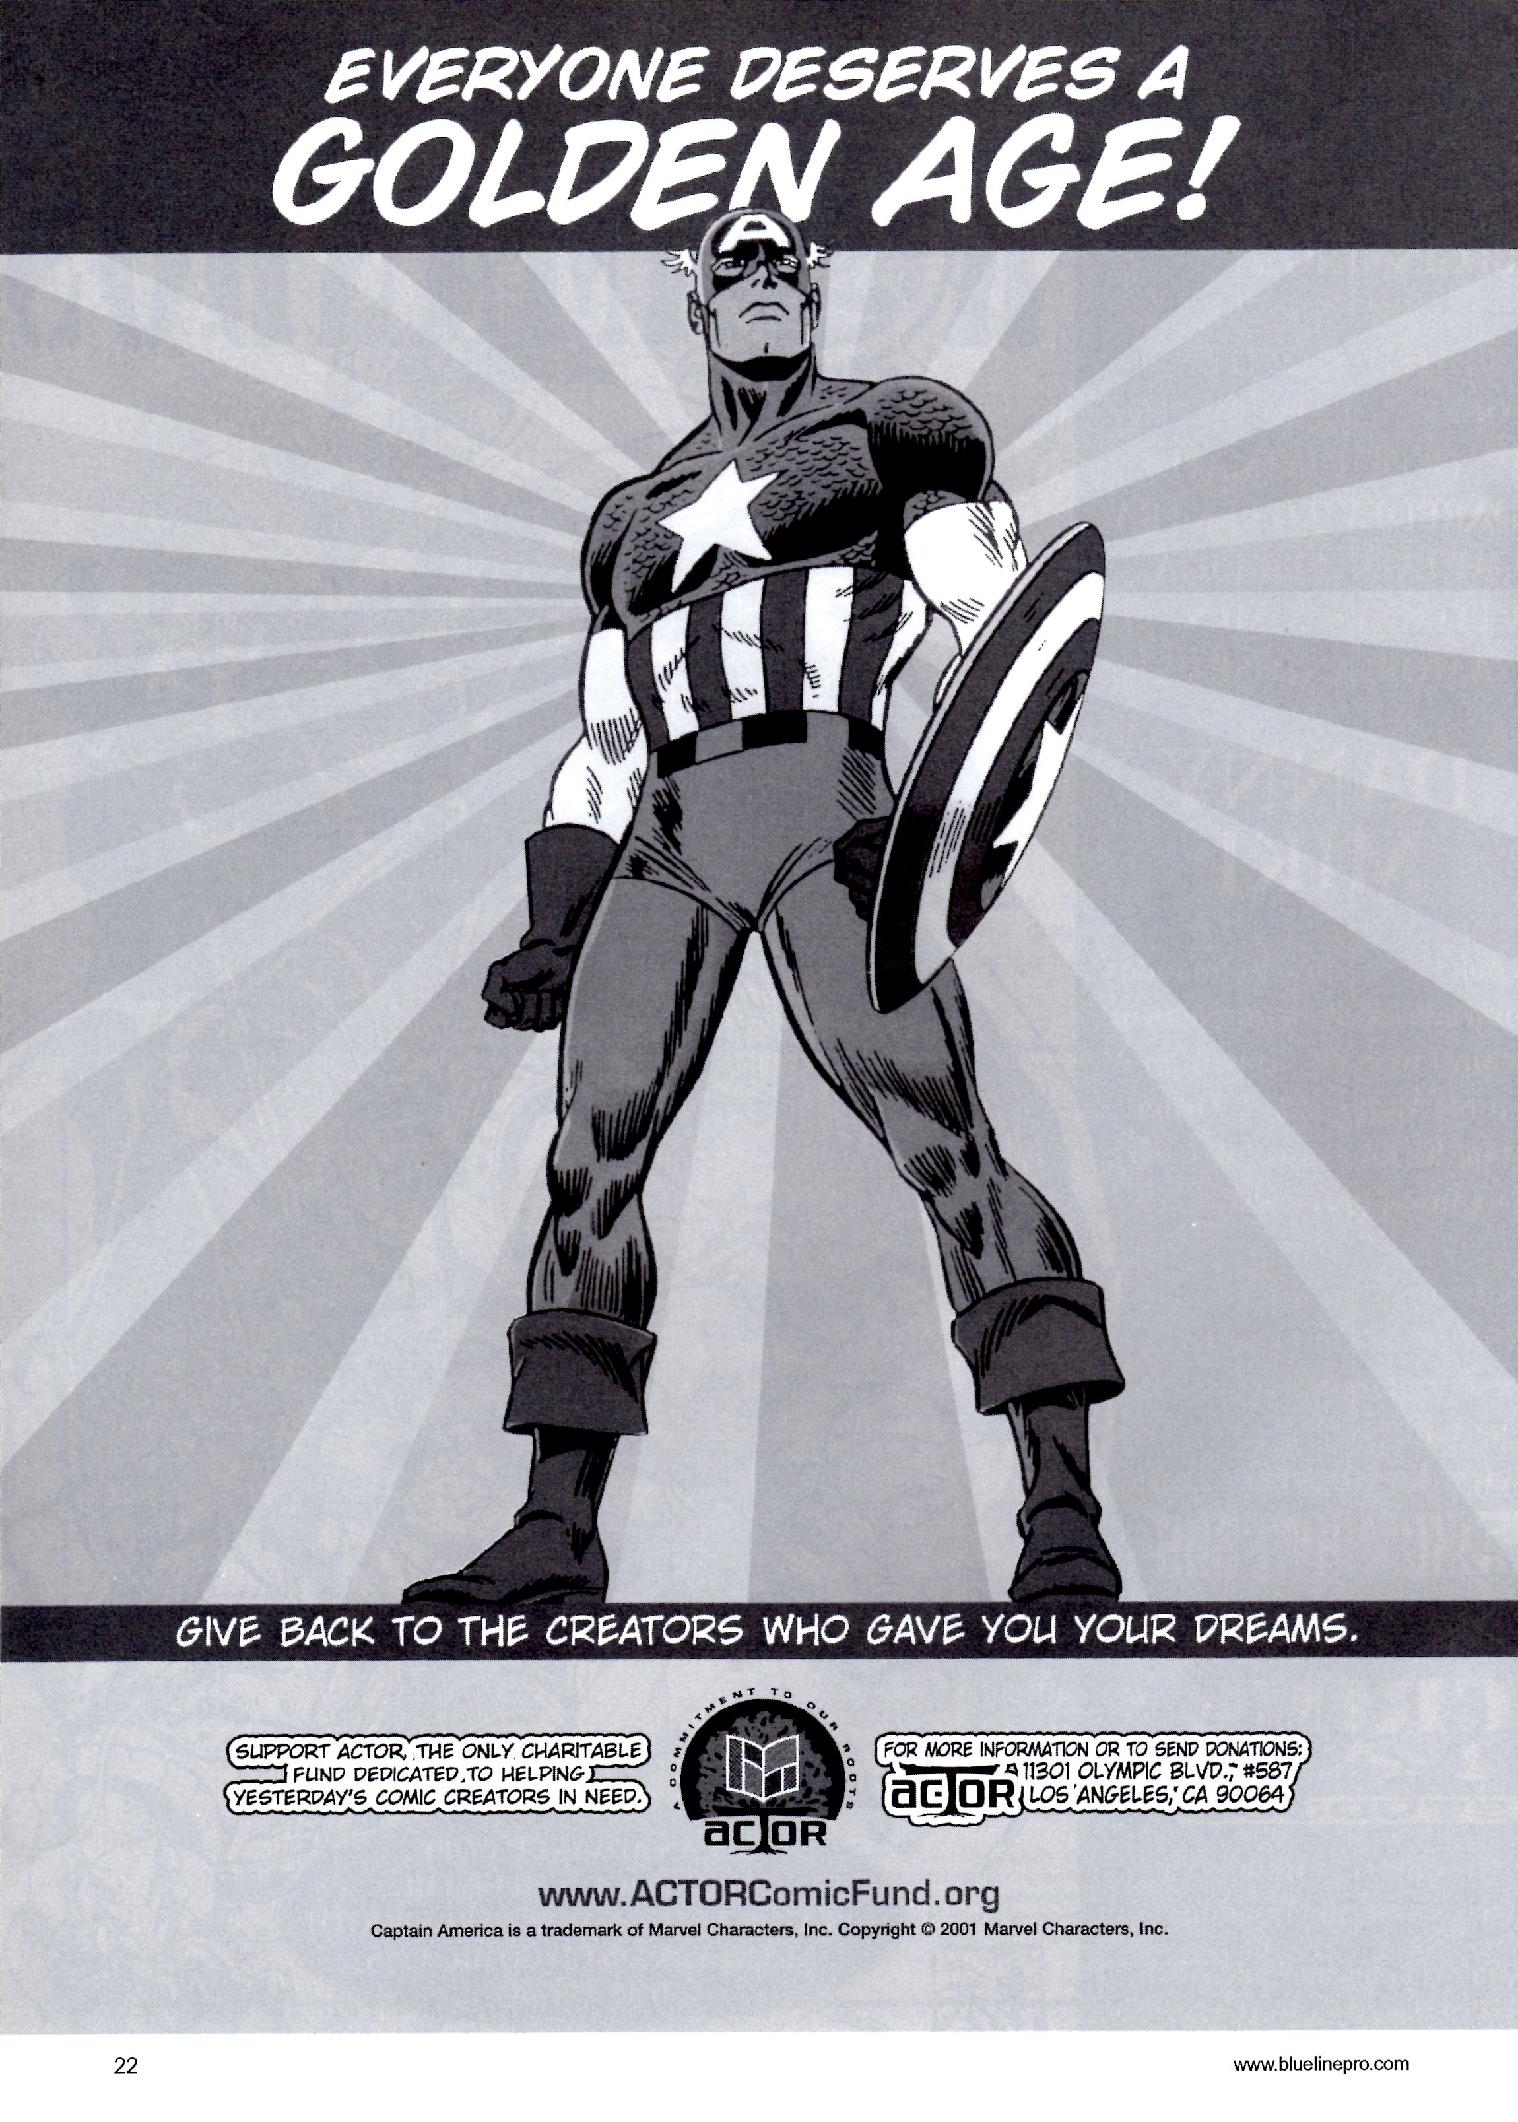 EVERYONE DESERVES A
GOLDEN AGE!
A
GIVE BACK TO THE CREATORS WHO GAVE YOU YOUR DREAMS.
SUPPORT ACTOR, THE ONLY CHARITABLE
FUND DEDICATED TO HELPING
YESTERDAY'S COMIC CREATORS IN NEED.
A COMMITMENT TO OUR ROOTS
ACTOR
FOR MORE INFORMATION OR TO SEND DONATIONS:
ACTOR
11301 OLYMPIC BLVD., #587
LOS ANGELES, CA 90064
www.ACTORComicFund.org
Captain America is a trademark of Marvel Characters, Inc. Copyright © 2001 Marvel Characters, Inc.
22
www.bluelinepro.com